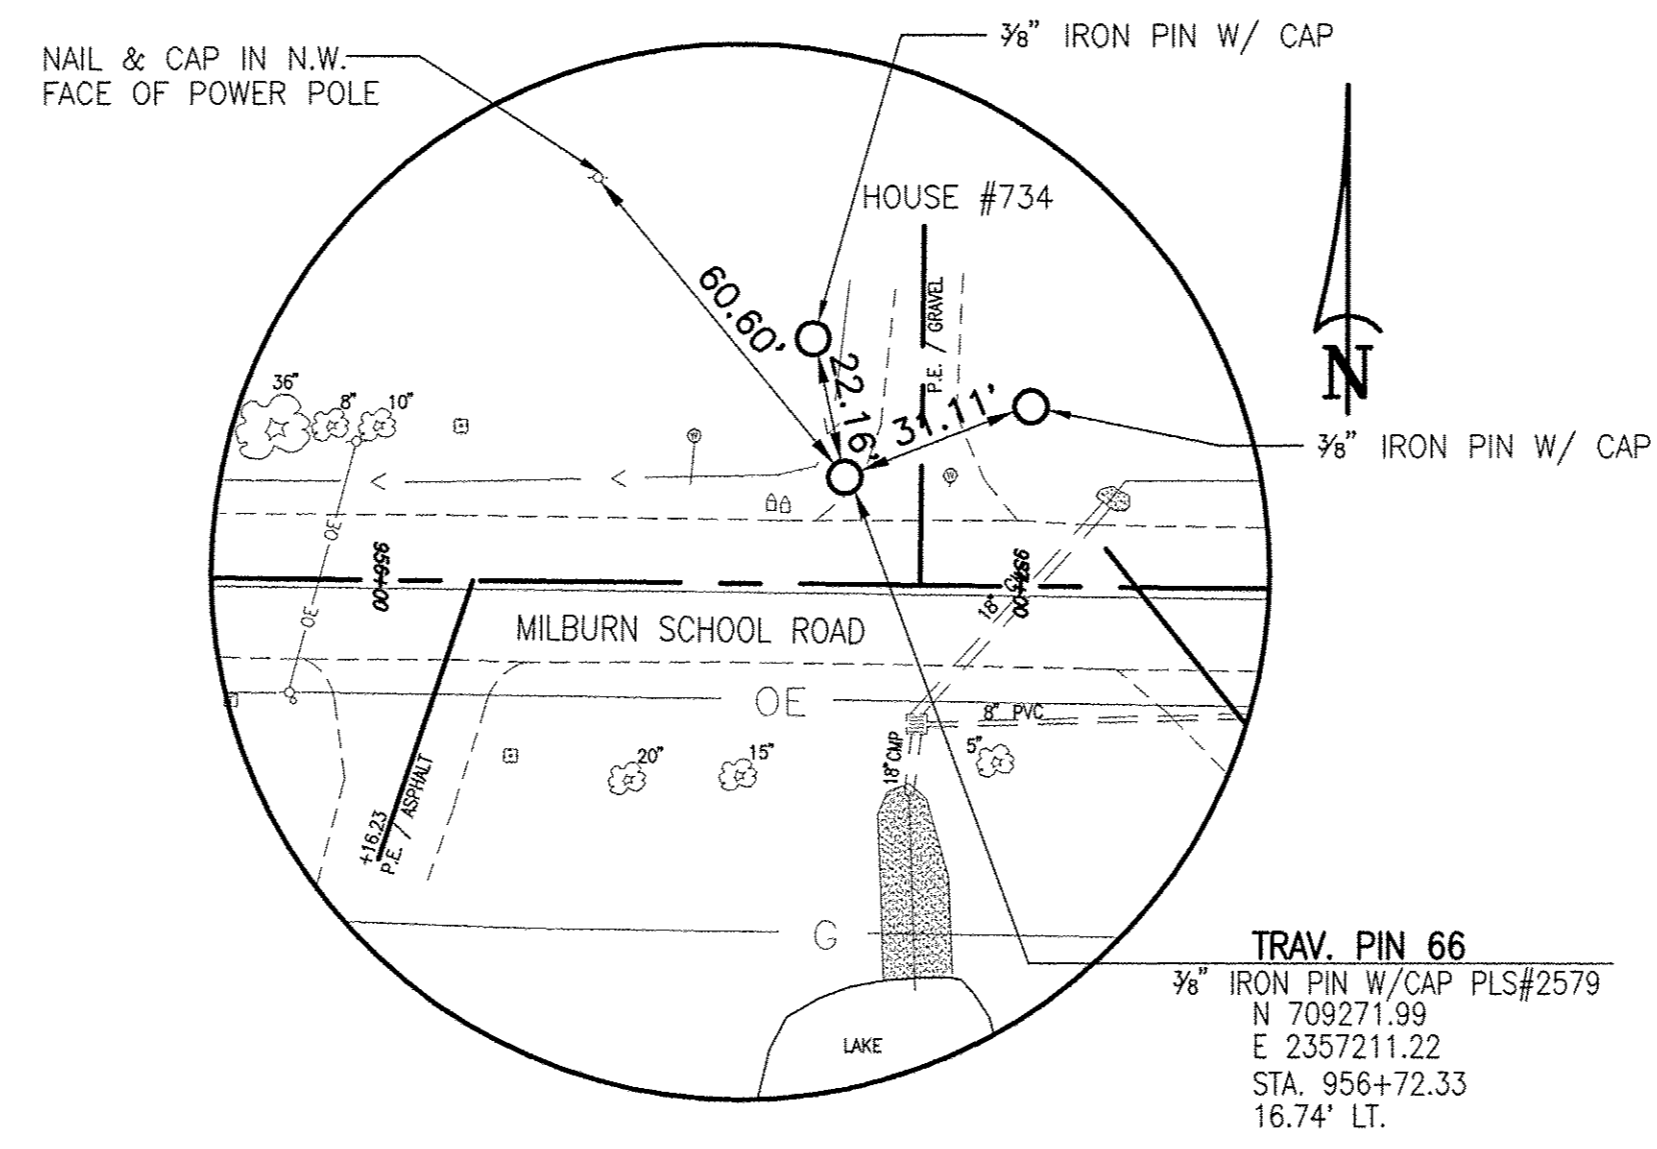 3/8" IRON PIN W/ CAP
NAIL & CAP IN N.W.
FACE OF POWER POLE
HOUSE #734
60.60'
P.E. / GRAVEL
22.16'
31.11'
N
36"
8"
10"
3/8" IRON PIN W/ CAP
W
W
OE
956+00
OE
18"
MILBURN SCHOOL ROAD
OE
8" PVC
18" CMP
20"
15"
5"
+16.23
P.E. / ASPHALT
G
LAKE
TRAV. PIN 66
3/8" IRON PIN W/CAP PLS#2579
N 709271.99
E 2357211.22
STA. 956+72.33
16.74' LT.